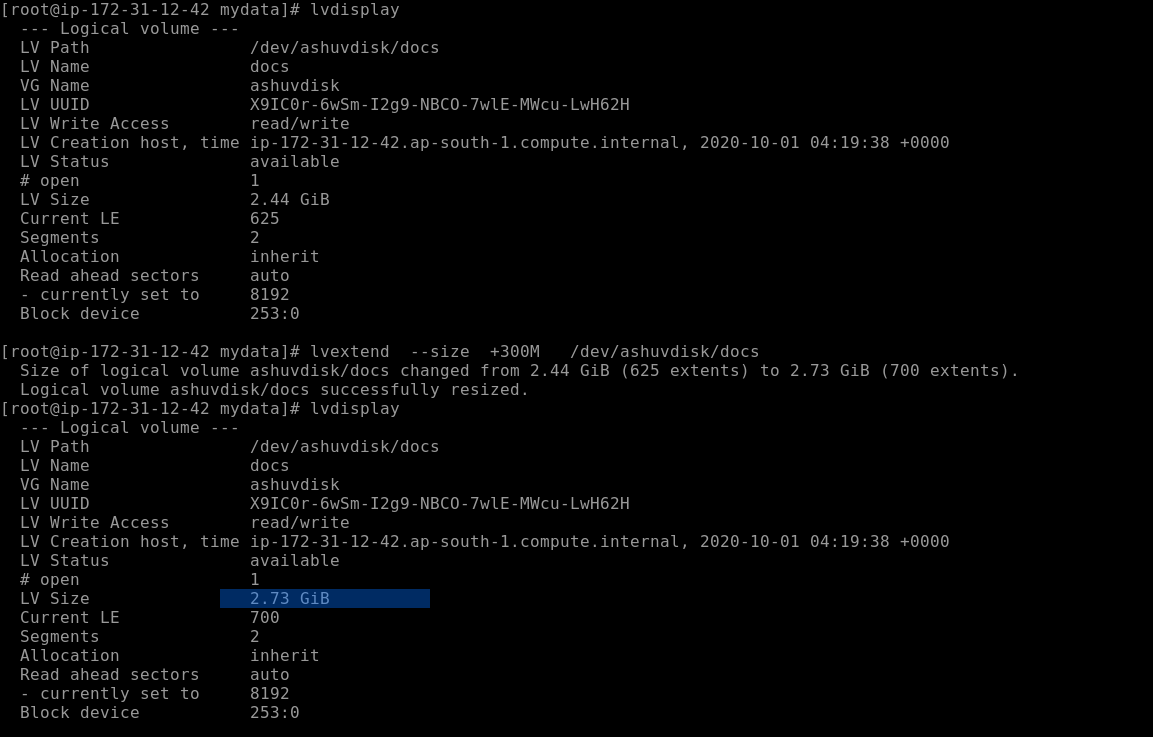 [root@ip-172-31-12-42 mydata]# lvdisplay
  --- Logical volume ---
  LV Path                /dev/ashuvdisk/docs
  LV Name                docs
  VG Name                ashuvdisk
  LV UUID                X9IC0r-6wSm-I2g9-NBCO-7wlE-MWcu-LwH62H
  LV Write Access        read/write
  LV Creation host, time ip-172-31-12-42.ap-south-1.compute.internal, 2020-10-01 04:19:38 +0000
  LV Status              available
  # open                 1
  LV Size                2.44 GiB
  Current LE             625
  Segments               2
  Allocation             inherit
  Read ahead sectors     auto
  - currently set to     8192
  Block device           253:0

[root@ip-172-31-12-42 mydata]# lvextend  --size  +300M   /dev/ashuvdisk/docs
  Size of logical volume ashuvdisk/docs changed from 2.44 GiB (625 extents) to 2.73 GiB (700 extents).
  Logical volume ashuvdisk/docs successfully resized.
[root@ip-172-31-12-42 mydata]# lvdisplay
  --- Logical volume ---
  LV Path                /dev/ashuvdisk/docs
  LV Name                docs
  VG Name                ashuvdisk
  LV UUID                X9IC0r-6wSm-I2g9-NBCO-7wlE-MWcu-LwH62H
  LV Write Access        read/write
  LV Creation host, time ip-172-31-12-42.ap-south-1.compute.internal, 2020-10-01 04:19:38 +0000
  LV Status              available
  # open                 1
  LV Size                2.73 GiB
  Current LE             700
  Segments               2
  Allocation             inherit
  Read ahead sectors     auto
  - currently set to     8192
  Block device           253:0